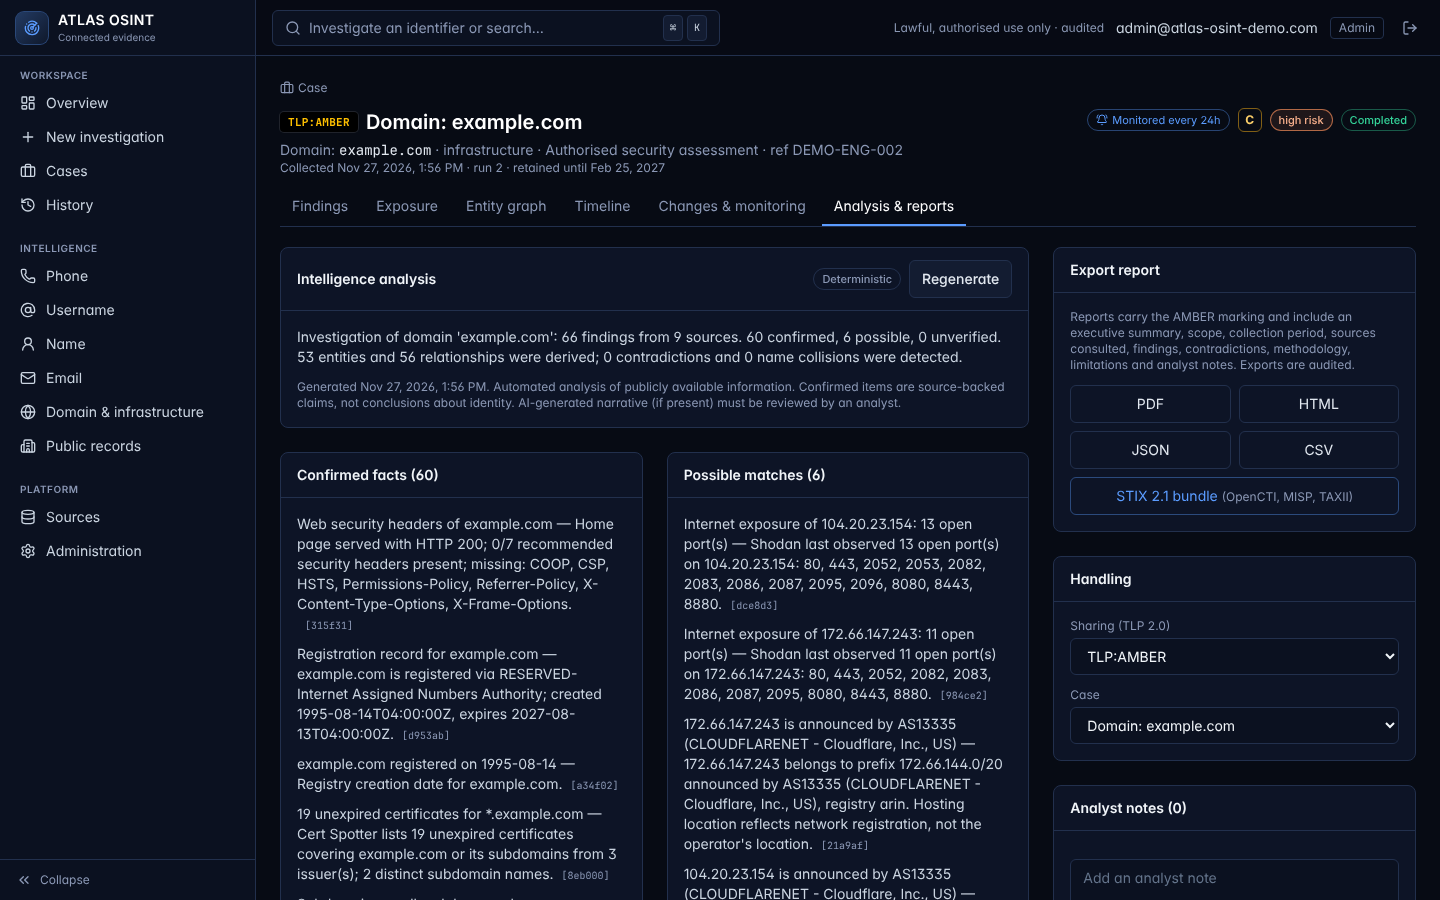 ATLAS OSINT
Connected evidence
Investigate an identifier or search...
⌘ K
Lawful, authorised use only · audited
admin@atlas-osint-demo.com
Admin
WORKSPACE
Overview
New investigation
Cases
History
INTELLIGENCE
Phone
Username
Name
Email
Domain & infrastructure
Public records
PLATFORM
Sources
Administration
Collapse
Case
TLP:AMBER
Domain: example.com
Monitored every 24h
C
high risk
Completed
Domain: example.com · infrastructure · Authorised security assessment · ref DEMO-ENG-002
Collected Nov 27, 2026, 1:56 PM · run 2 · retained until Feb 25, 2027
Findings
Exposure
Entity graph
Timeline
Changes & monitoring
Analysis & reports
Intelligence analysis
Deterministic
Regenerate
Investigation of domain 'example.com': 66 findings from 9 sources. 60 confirmed, 6 possible, 0 unverified.
53 entities and 56 relationships were derived; 0 contradictions and 0 name collisions were detected.
Generated Nov 27, 2026, 1:56 PM. Automated analysis of publicly available information. Confirmed items are source-backed
claims, not conclusions about identity. AI-generated narrative (if present) must be reviewed by an analyst.
Confirmed facts (60)
Web security headers of example.com — Home
page served with HTTP 200; 0/7 recommended
security headers present; missing: COOP, CSP,
HSTS, Permissions-Policy, Referrer-Policy, X-
Content-Type-Options, X-Frame-Options.
[315f31]
Registration record for example.com —
example.com is registered via RESERVED-
Internet Assigned Numbers Authority; created
1995-08-14T04:00:00Z, expires 2027-08-
13T04:00:00Z. [d953ab]
example.com registered on 1995-08-14 —
Registry creation date for example.com. [a34f02]
19 unexpired certificates for *.example.com —
Cert Spotter lists 19 unexpired certificates
covering example.com or its subdomains from 3
issuer(s); 2 distinct subdomain names. [8eb000]
Possible matches (6)
Internet exposure of 104.20.23.154: 13 open
port(s) — Shodan last observed 13 open port(s)
on 104.20.23.154: 80, 443, 2052, 2053, 2082,
2083, 2086, 2087, 2095, 2096, 8080, 8443,
8880. [dce8d3]
Internet exposure of 172.66.147.243: 11 open
port(s) — Shodan last observed 11 open port(s)
on 172.66.147.243: 80, 443, 2052, 2082, 2083,
2086, 2087, 2095, 8080, 8443, 8880. [984ce2]
172.66.147.243 is announced by AS13335
(CLOUDFLARENET - Cloudflare, Inc., US) —
172.66.147.243 belongs to prefix 172.66.144.0/20
announced by AS13335 (CLOUDFLARENET -
Cloudflare, Inc., US), registry arin. Hosting
location reflects network registration, not the
operator's location. [21a9af]
104.20.23.154 is announced by AS13335
(CLOUDFLARENET - Cloudflare, Inc., US) —
Export report
Reports carry the AMBER marking and include an
executive summary, scope, collection period, sources
consulted, findings, contradictions, methodology,
limitations and analyst notes. Exports are audited.
PDF
HTML
JSON
CSV
STIX 2.1 bundle (OpenCTI, MISP, TAXII)
Handling
Sharing (TLP 2.0)
TLP:AMBER
Case
Domain: example.com
Analyst notes (0)
Add an analyst note